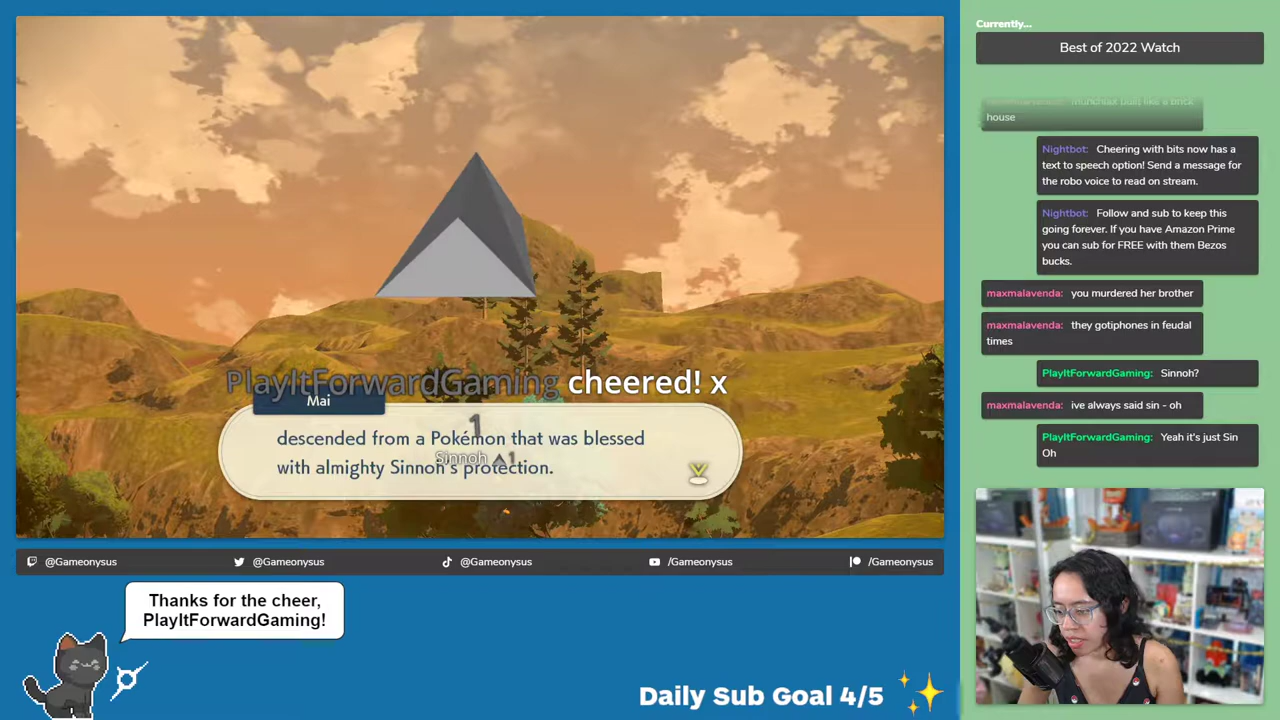 Currently...
Best of 2022 Watch
house
Nightbot: Cheering with bits now has a
text to speech option! Send a message for
the robo voice to read on stream.
Nightbot: Follow and sub to keep this
going forever. If you have Amazon Prime
you can sub for FREE with them Bezos
bucks.
maxmalavenda: you murdered her brother
maxmalavenda: they gotiphones in feudal
times
PlayItForwardGaming: Sinnoh?
maxmalavenda: ive always said sin - oh
PlayItForwardGaming: Yeah it's just Sin
Oh
PlayItForwardGaming cheered! x
1
Sinnoh 1
Mai
descended from a Pokémon that was blessed
with almighty Sinnoh's protection.
@Gameonysus
@Gameonysus
@Gameonysus
/Gameonysus
/Gameonysus
Thanks for the cheer,
PlayItForwardGaming!
Daily Sub Goal 4/5